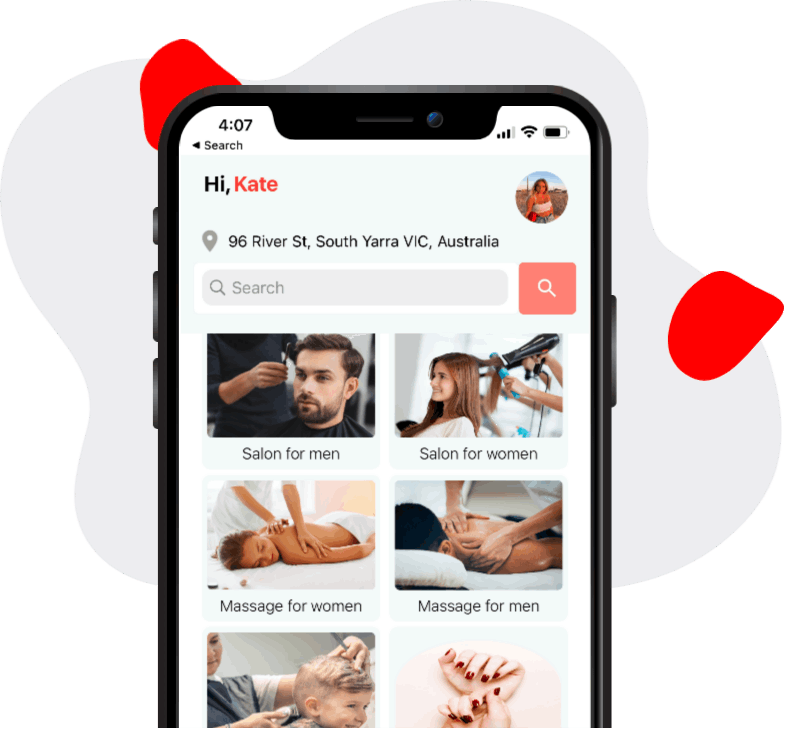 4:07
◀ Search
Hi, Kate
96 River St, South Yarra VIC, Australia
Search
Salon for men
Salon for women
Massage for women
Massage for men